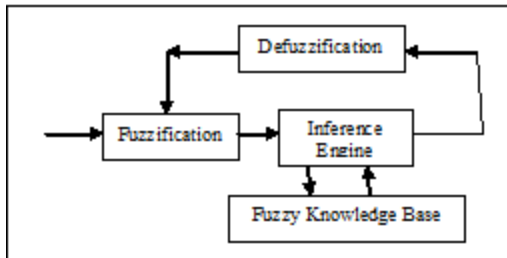 Defuzzification
Fuzzification
Inference
Engine
Fuzzy Knowledge Base